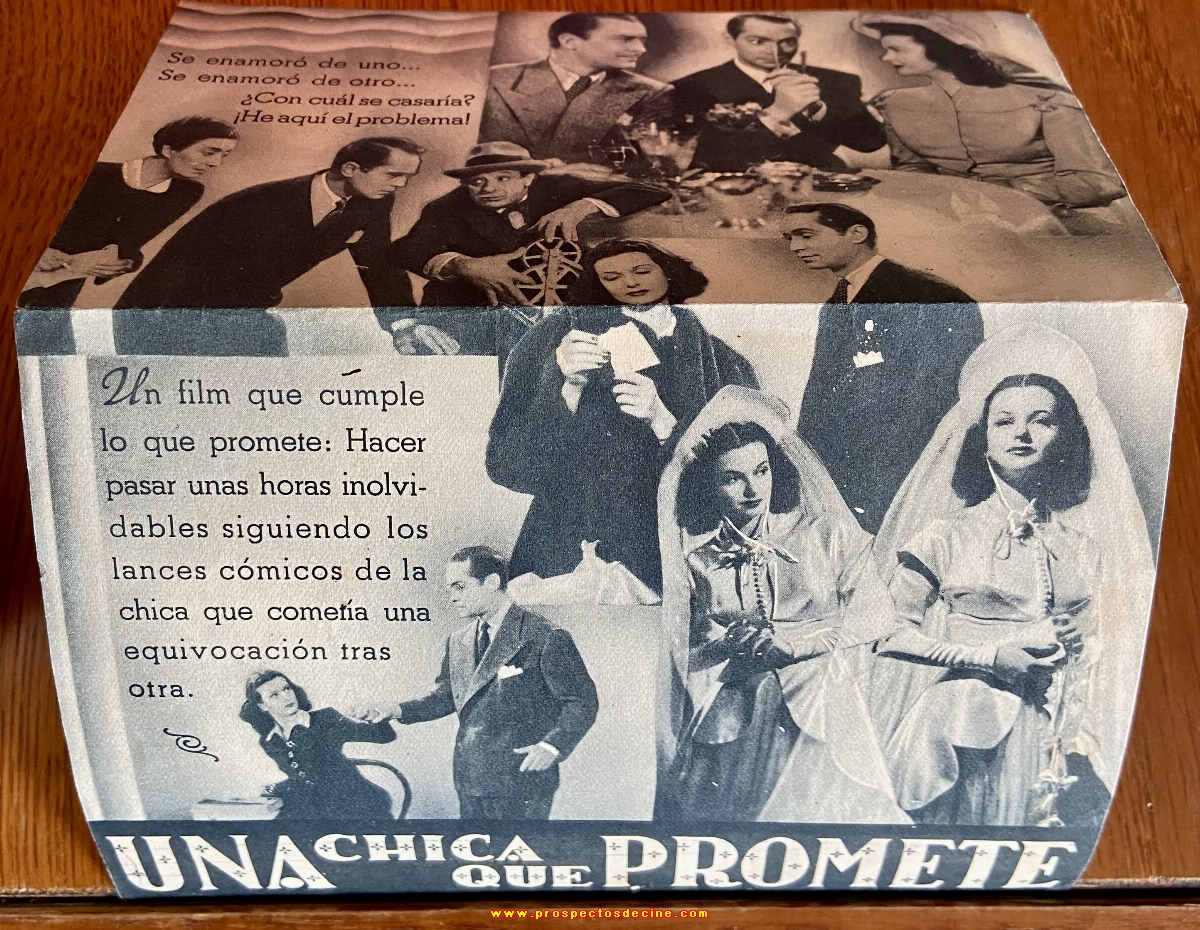 Se enamoró de uno...
Se enamoró de otro...
¿Con cuál se casaría?
¡He aquí el problema!
Un film que cumple
lo que promete: Hacer
pasar unas horas inolvi-
dables siguiendo los
lances cómicos de la
chica que cometía una
equivocación tras
otra.
UNA CHICA QUE PROMETE
www.prospectosdecine.com